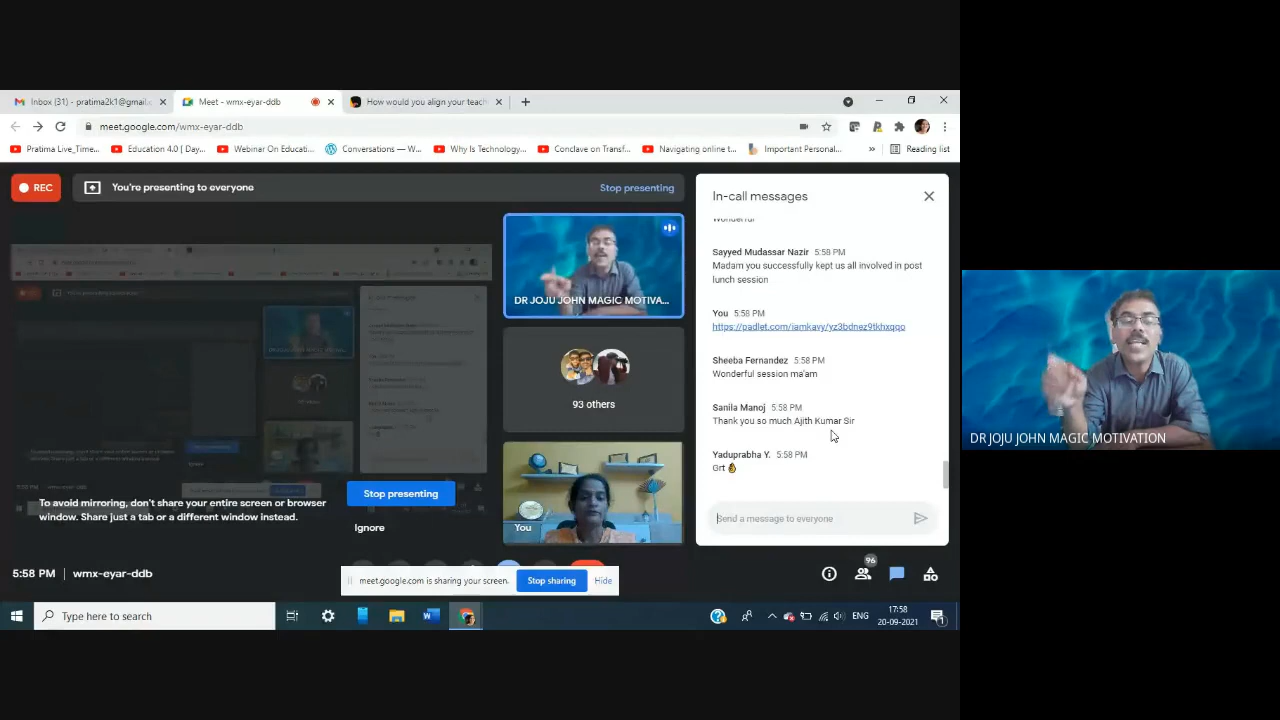 Inbox (31) - pratima2k1@gmail.c
Meet - wmx-eyar-ddb
How would you align your teach
meet.google.com/wmx-eyar-ddb
Pratima Live_Time...
Education 4.0 | Day...
Webinar On Educati...
Conversations — W...
Why Is Technology...
Conclave on Transf...
Navigating online t...
Important Personal...
»
Reading list
REC
You're presenting to everyone
Stop presenting
In-call messages
Wonderful
Sayyed Mudassar Nazir 5:58 PM
Madam you successfully kept us all involved in post
lunch session
You 5:58 PM
https://padlet.com/iamkavy/yz3bdnez9tkhxqqo
Sheeba Fernandez 5:58 PM
Wonderful session ma'am
Sanila Manoj 5:58 PM
Thank you so much Ajith Kumar Sir
Yaduprabha Y. 5:58 PM
Grt 👌
Send a message to everyone
DR JOJU JOHN MAGIC MOTIVA...
93 others
You
To avoid mirroring, don't share your entire screen or browser
window. Share just a tab or a different window instead.
Stop presenting
Ignore
5:58 PM | wmx-eyar-ddb
meet.google.com is sharing your screen.
Stop sharing
Hide
96
Type here to search
ENG
17:58
20-09-2021
1
DR JOJU JOHN MAGIC MOTIVATION